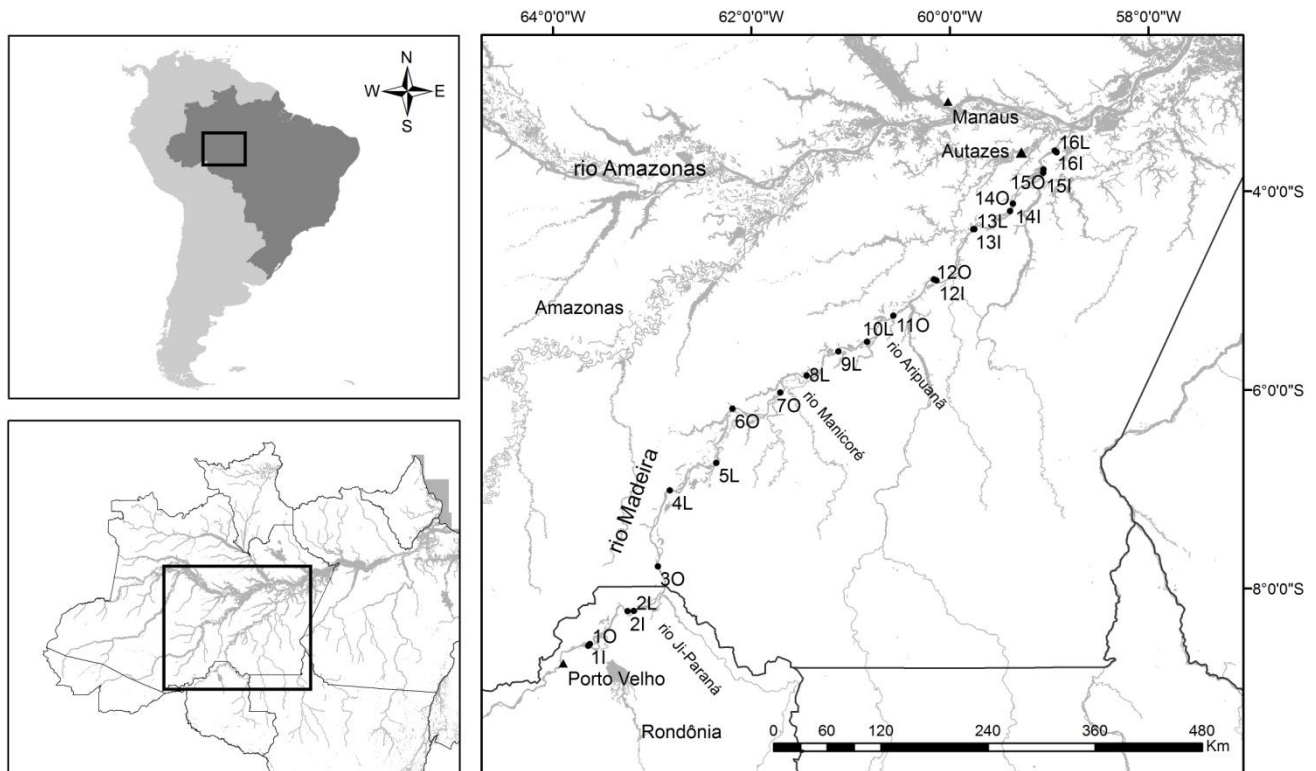 N
W E
S
64°0'0"W 62°0'0"W 60°0'0"W 58°0'0"W
Manaus
Autazes
16L
16I
rio Amazonas
15O
15I
4°0'0"S
14O
14I
13L
13I
12O
12I
Amazonas
11O
10L
rio Aripuanã
9L
8L
6°0'0"S
7O
rio Manicoré
6O
5L
rio Madeira
4L
3O
8°0'0"S
2L
2I
rio Ji-Paraná
1O
1I
Porto Velho
Rondônia
0 60 120 240 360 480
Km